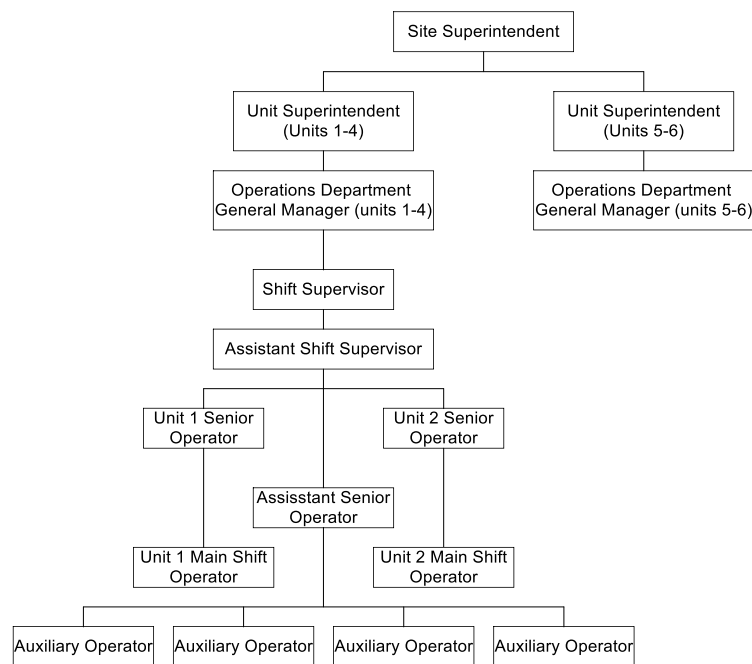 Site Superintendent
Unit Superintendent
(Units 1-4)
Unit Superintendent
(Units 5-6)
Operations Department
General Manager (units 1-4)
Operations Department
General Manager (units 5-6)
Shift Supervisor
Assistant Shift Supervisor
Unit 1 Senior
Operator
Unit 2 Senior
Operator
Assisstant Senior
Operator
Unit 1 Main Shift
Operator
Unit 2 Main Shift
Operator
Auxiliary Operator
Auxiliary Operator
Auxiliary Operator
Auxiliary Operator